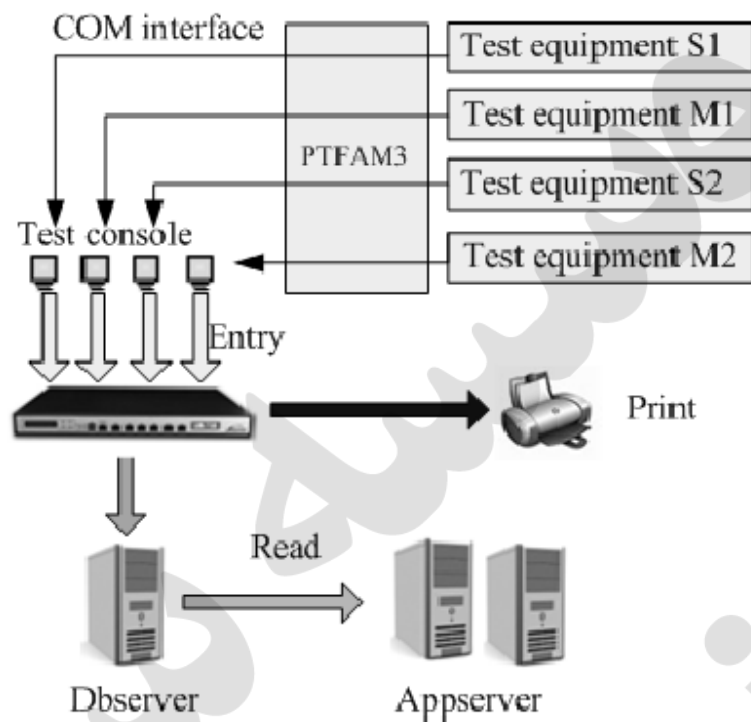 COM interface
Test equipment S1
Test equipment M1
PTFAM3
Test equipment S2
Test console
Test equipment M2
Entry
Print
Read
Dbserver
Appserver